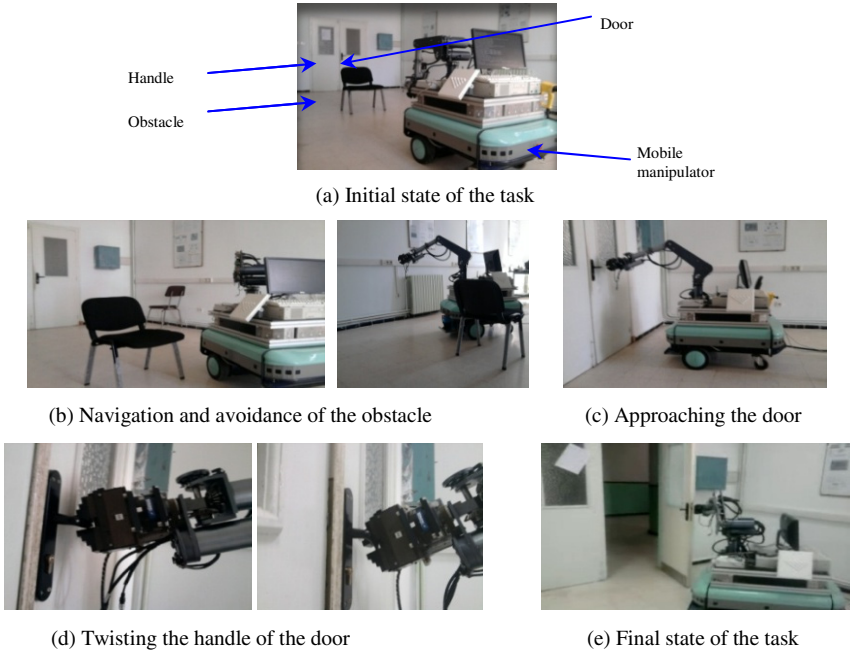 Door
Handle
Obstacle
Mobile
manipulator
(a) Initial state of the task
(b) Navigation and avoidance of the obstacle
(c) Approaching the door
(d) Twisting the handle of the door
(e) Final state of the task